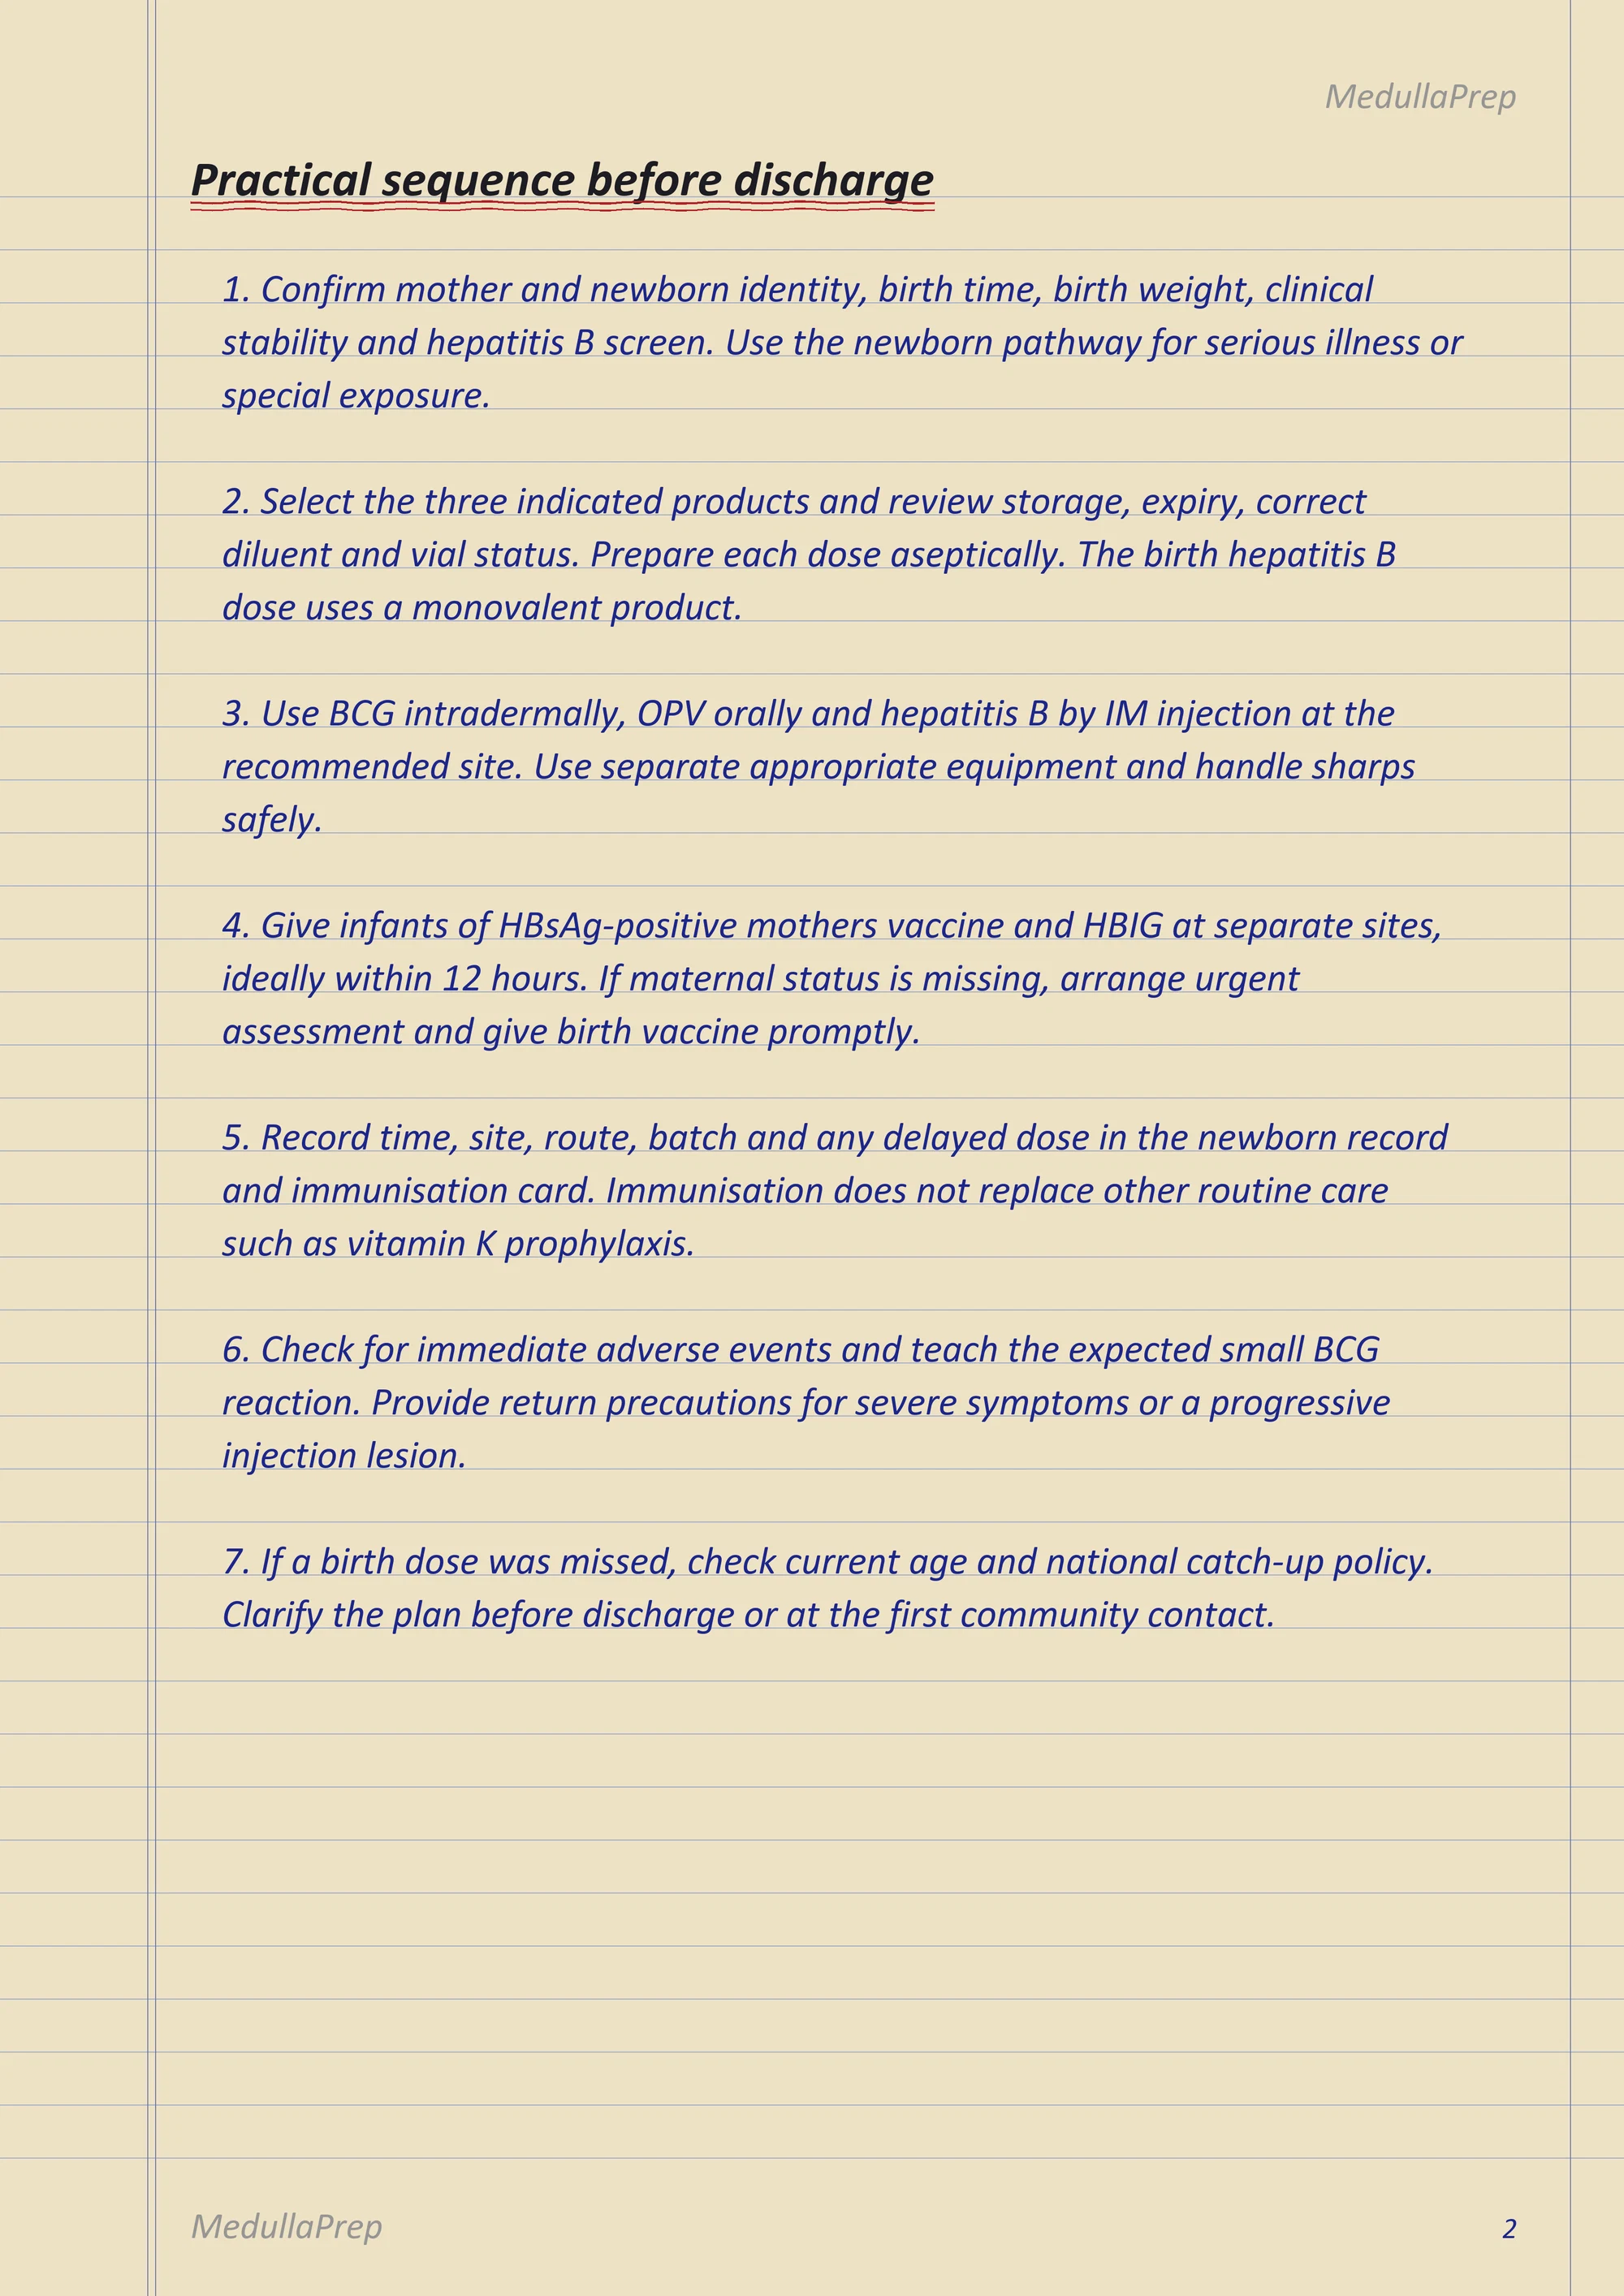 MedullaPrep
Practical sequence before discharge
1. Confirm mother and newborn identity, birth time, birth weight, clinical
stability and hepatitis B screen. Use the newborn pathway for serious illness or
special exposure.
2. Select the three indicated products and review storage, expiry, correct
diluent and vial status. Prepare each dose aseptically. The birth hepatitis B
dose uses a monovalent product.
3. Use BCG intradermally, OPV orally and hepatitis B by IM injection at the
recommended site. Use separate appropriate equipment and handle sharps
safely.
4. Give infants of HBsAg-positive mothers vaccine and HBIG at separate sites,
ideally within 12 hours. If maternal status is missing, arrange urgent
assessment and give birth vaccine promptly.
5. Record time, site, route, batch and any delayed dose in the newborn record
and immunisation card. Immunisation does not replace other routine care
such as vitamin K prophylaxis.
6. Check for immediate adverse events and teach the expected small BCG
reaction. Provide return precautions for severe symptoms or a progressive
injection lesion.
7. If a birth dose was missed, check current age and national catch-up policy.
Clarify the plan before discharge or at the first community contact.
MedullaPrep
2